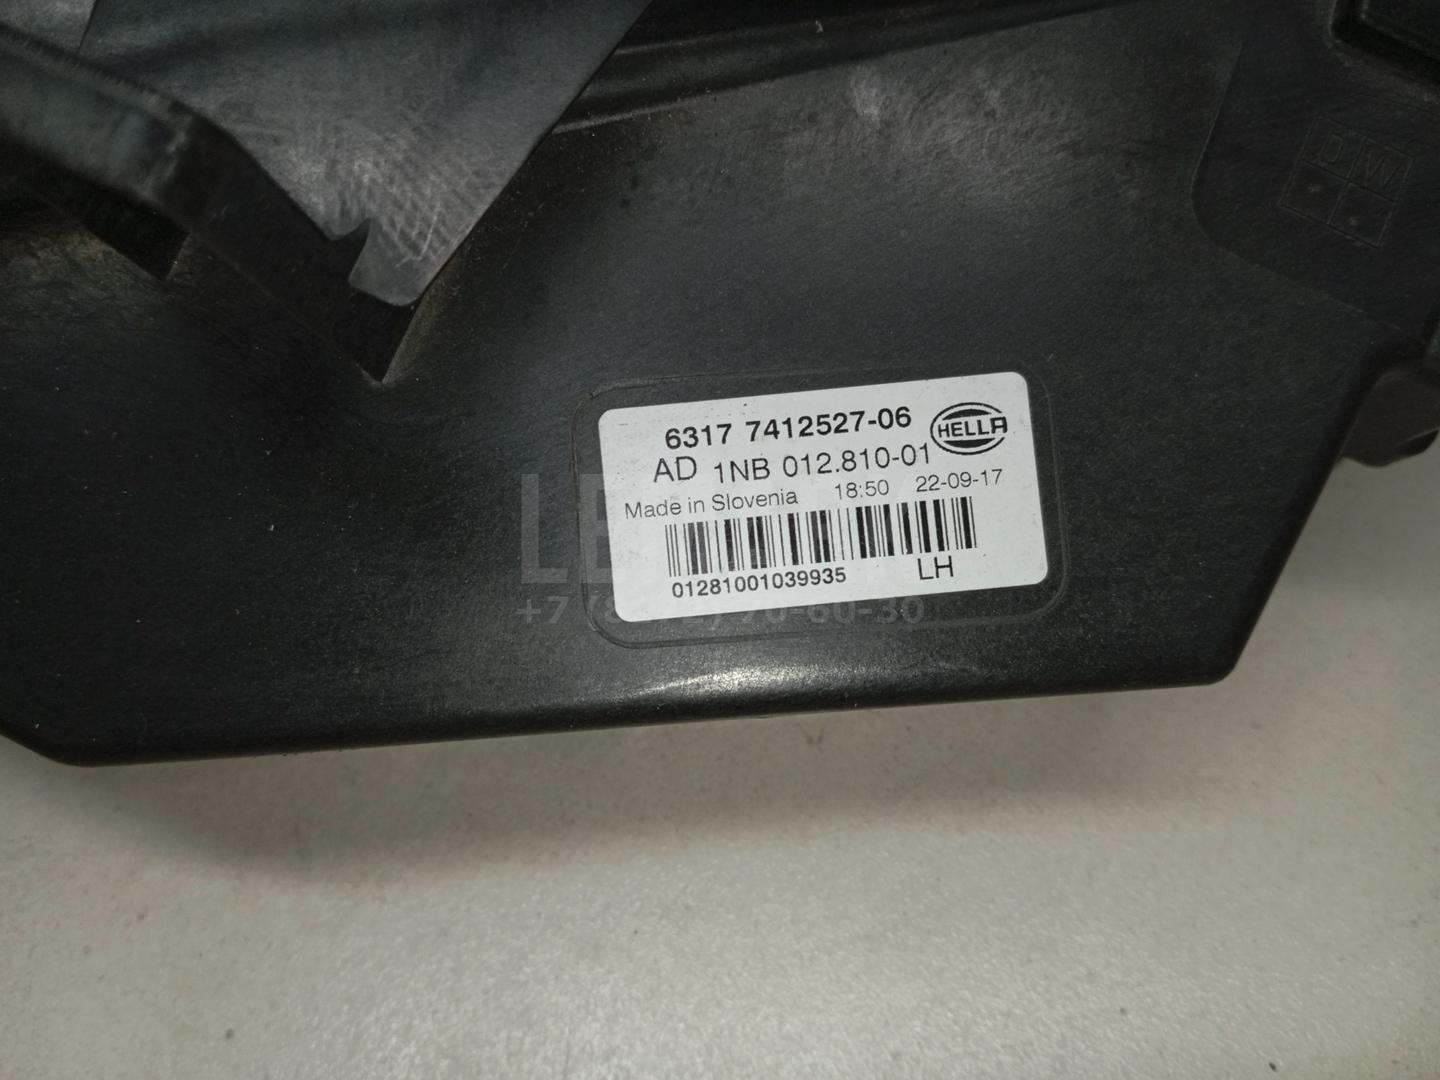 6317 7412527-06
HELLA
AD 1NB 012.810-01
Made in Slovenia 18:50 22-09-17
01281001039935 LH